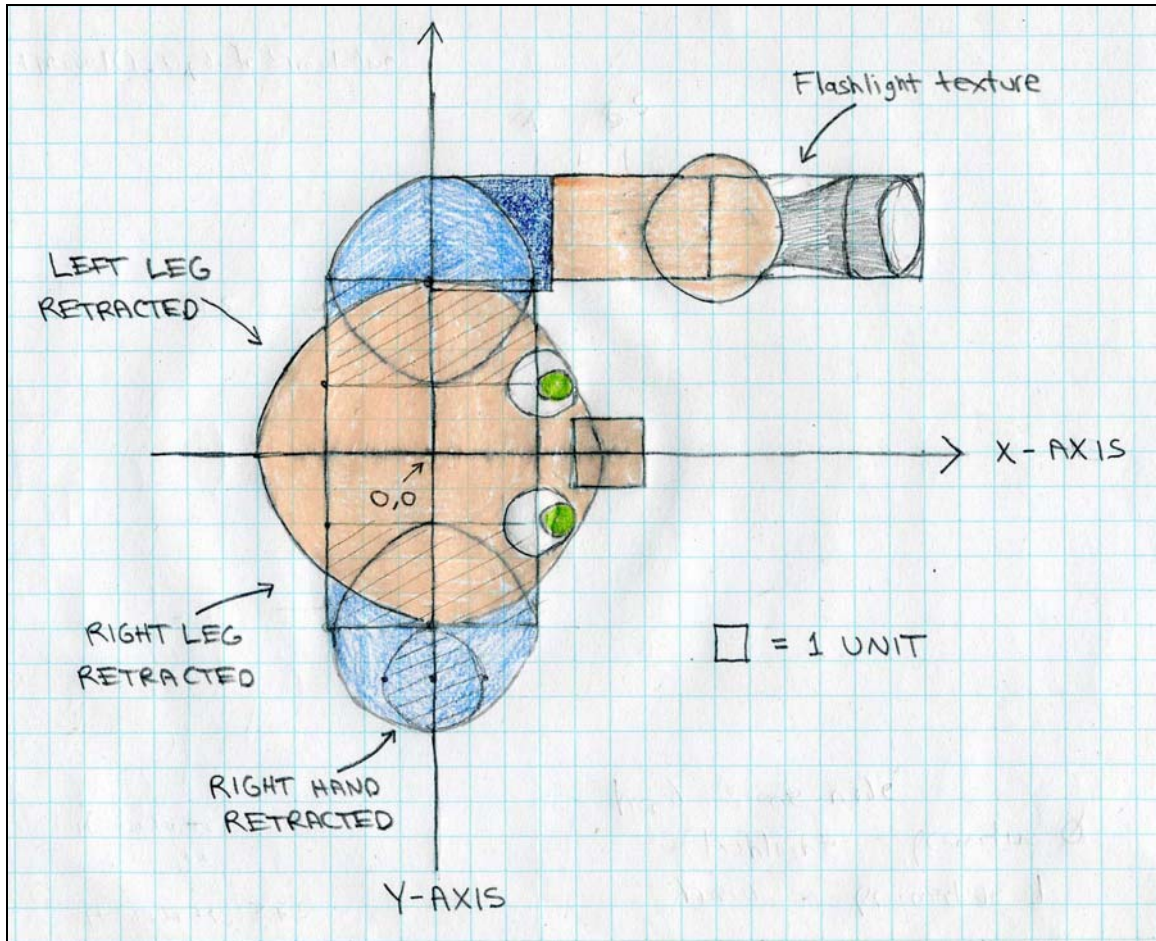 Flashlight texture
LEFT LEG
RETRACTED
X-AXIS
0,0
RIGHT LEG
RETRACTED
= 1 UNIT
RIGHT HAND
RETRACTED
Y-AXIS